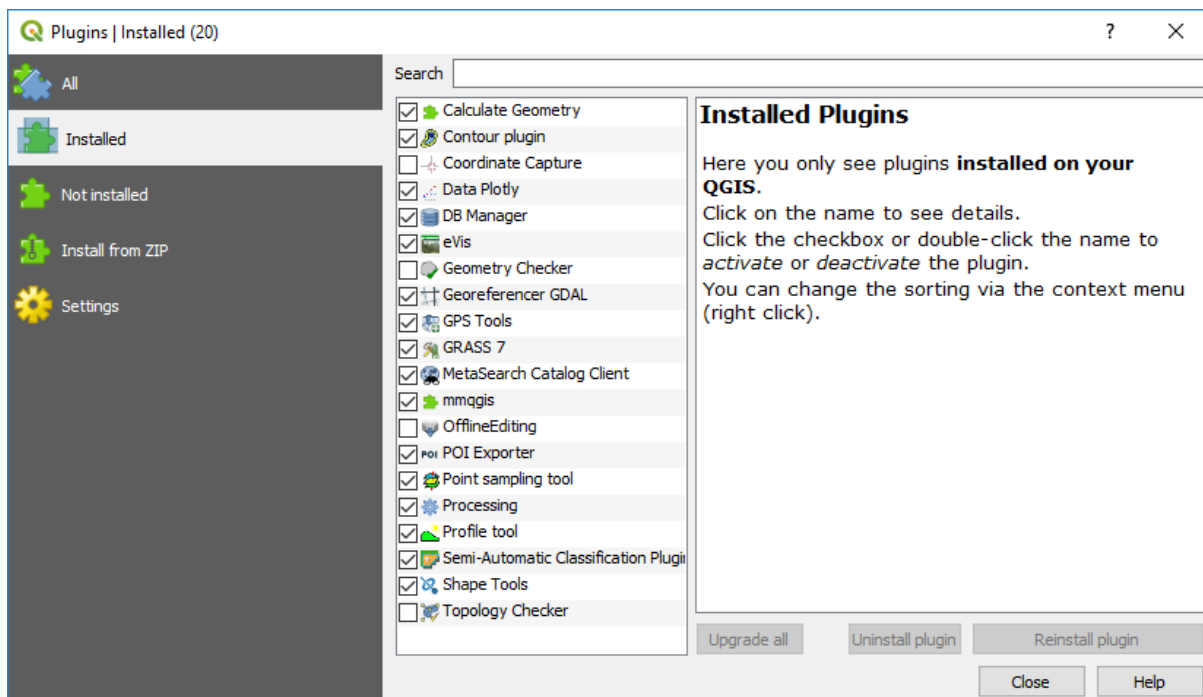 Plugins | Installed (20)
?
All
Installed
Not installed
Install from ZIP
Settings
Search
Calculate Geometry
Contour plugin
Coordinate Capture
Data Plotly
DB Manager
eVis
Geometry Checker
Georeferencer GDAL
GPS Tools
GRASS 7
MetaSearch Catalog Client
mmqgis
OfflineEditing
POI POI Exporter
Point sampling tool
Processing
Profile tool
Semi-Automatic Classification Plugin
Shape Tools
Topology Checker
Installed Plugins
Here you only see plugins installed on your
QGIS.
Click on the name to see details.
Click the checkbox or double-click the name to
activate or deactivate the plugin.
You can change the sorting via the context menu
(right click).
Upgrade all
Uninstall plugin
Reinstall plugin
Close
Help